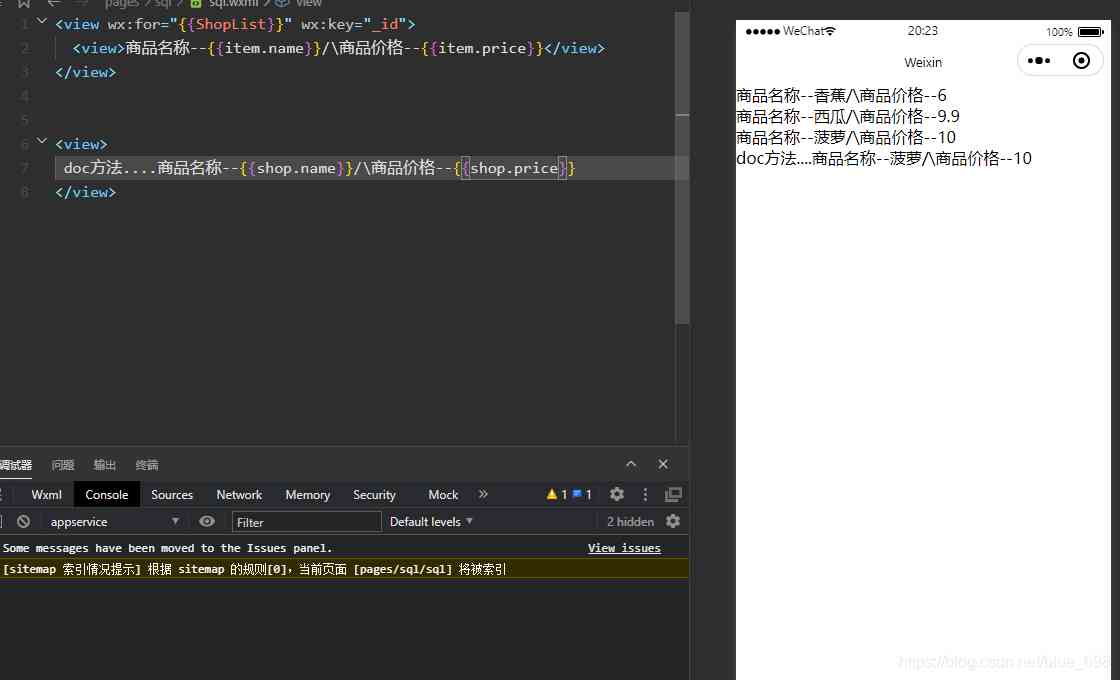 pages > sql > sql.wxml > view
1 <view wx:for="{{ShopList}}" wx:key="_id">
2 <view>商品名称--{{item.name}}/\商品价格--{{item.price}}</view>
3 </view>
4
5
6 <view>
7 doc方法....商品名称--{{shop.name}}/\商品价格--{{shop.price}}
8 </view>
调试器 问题 输出 终端
Wxml Console Sources Network Memory Security Mock » 1 1
appservice Filter Default levels 2 hidden
Some messages have been moved to the Issues panel. View issues
[sitemap 索引情况提示] 根据 sitemap 的规则[0]，当前页面 [pages/sql/sql] 将被索引
WeChat 20:23 100%
Weixin
商品名称--香蕉/\商品价格--6
商品名称--西瓜/\商品价格--9.9
商品名称--菠萝/\商品价格--10
doc方法....商品名称--菠萝/\商品价格--10